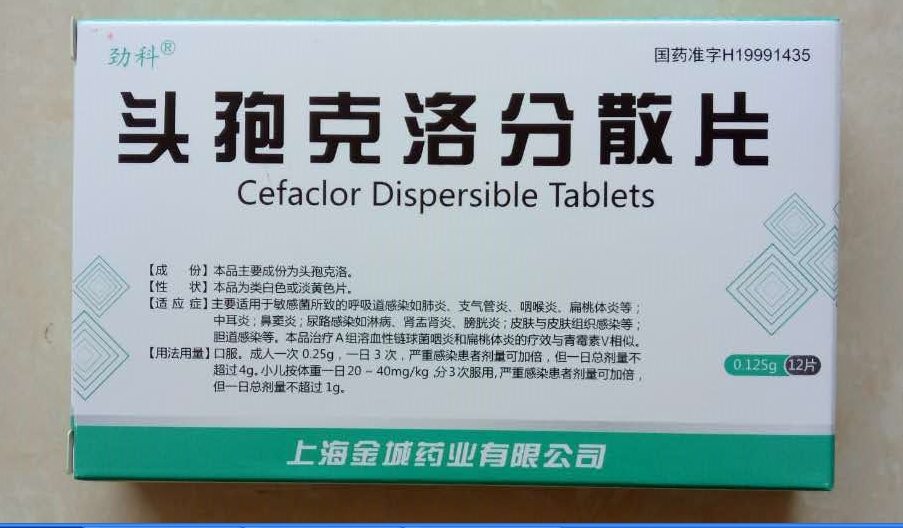 劲科®
国药准字H19991435
头孢克洛分散片
Cefaclor Dispersible Tablets
【成 份】本品主要成份为头孢克洛。
【性 状】本品为类白色或淡黄色片。
【适 应 症】主要适用于敏感菌所致的呼吸道感染如肺炎、支气管炎、咽喉炎、扁桃体炎等；
中耳炎；鼻窦炎；尿路感染如淋病、肾盂肾炎、膀胱炎；皮肤与皮肤组织感染等；
胆道感染等。本品治疗A组溶血性链球菌咽炎和扁桃体炎的疗效与青霉素V相似。
【用法用量】口服。成人一次0.25g，一日3次，严重感染患者剂量可加倍，但一日总剂量不
超过4g。小儿按体重一日20－40mg/kg,分3次服用,严重感染患者剂量可加倍，
但一日总剂量不超过1g。
0.125g 12片
上海金城药业有限公司